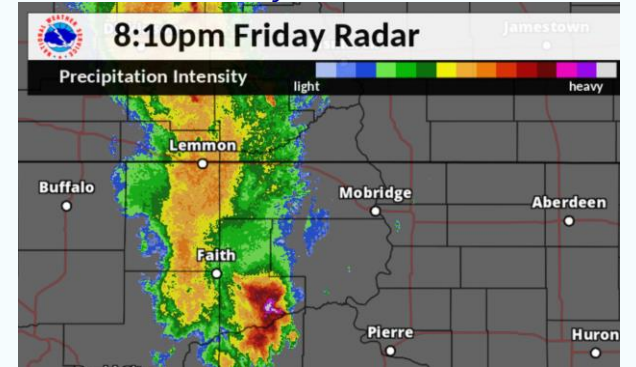 8:10pm Friday Radar
Jamestown
Precipitation Intensity
light
heavy
Lemmon
Buffalo
Mobridge
Aberdeen
Faith
Pierre
Huron